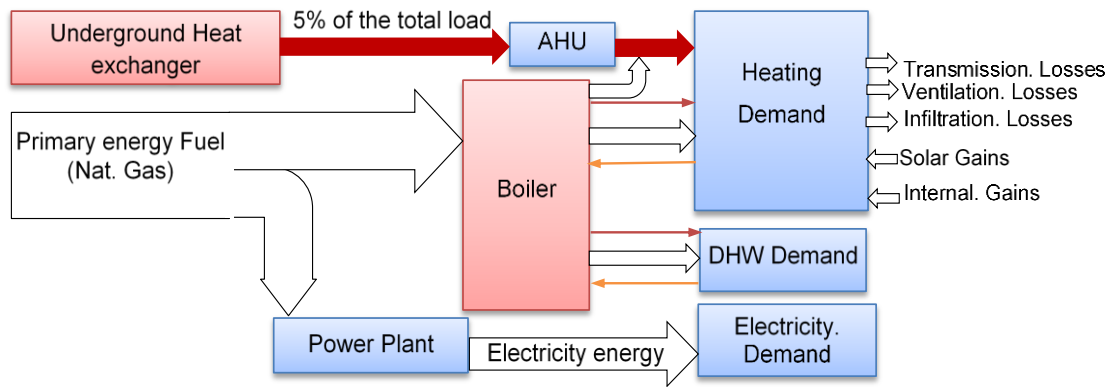 Underground Heat
exchanger
5% of the total load
AHU
Heating
Demand
Transmission. Losses
Ventilation. Losses
Infiltration. Losses
Solar Gains
Internal. Gains
Primary energy Fuel
(Nat. Gas)
Boiler
DHW Demand
Power Plant
Electricity energy
Electricity.
Demand